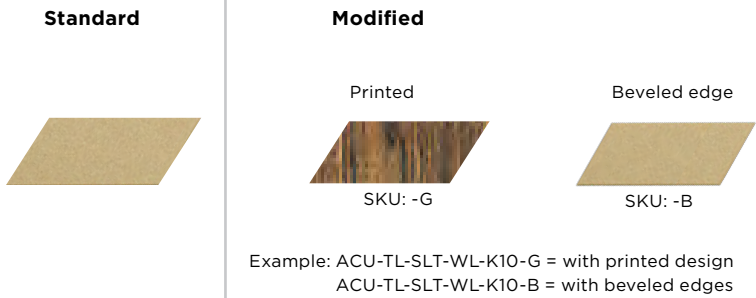 Standard
Modified
Printed
Beveled edge
SKU: -G
SKU: -B
Example: ACU-TL-SLT-WL-K10-G = with printed design
ACU-TL-SLT-WL-K10-B = with beveled edges